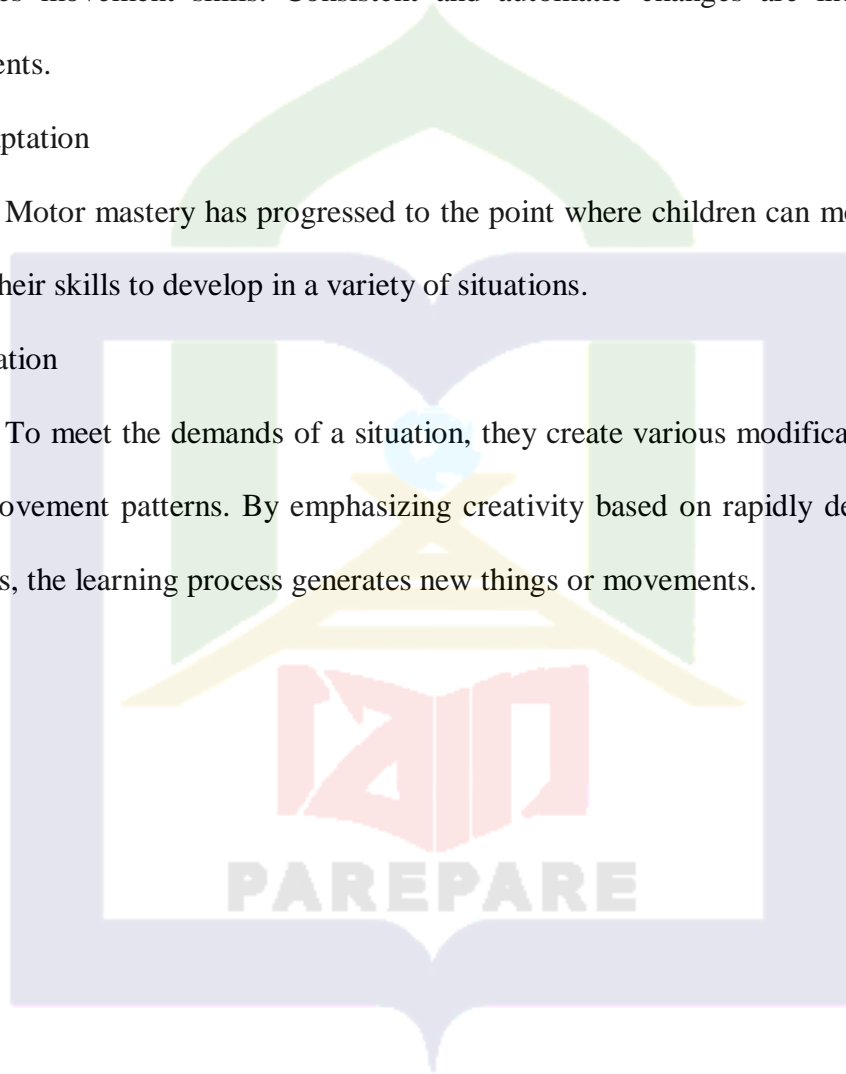 es movement skills. Consistent and automatic changes are
ents.
ptation
Motor mastery has progressed to the point where children can
heir skills to develop in a variety of situations.
ation
To meet the demands of a situation, they create various modifica
ovement patterns. By emphasizing creativity based on rapidly de
s, the learning process generates new things or movements.
iain
PAREPARE